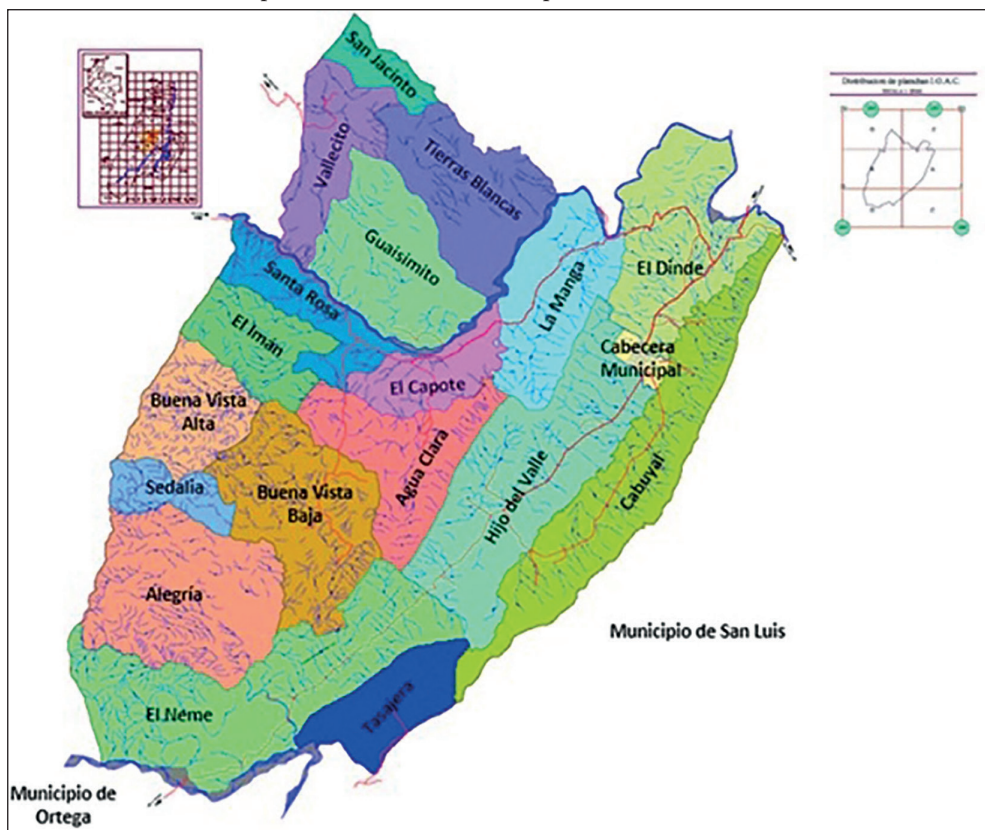 San Jacinto
Vallecito
Tierras Blancas
Guaisimito
Santa Rosa
El Imán
La Manga
El Dinde
Cabecera
Municipal
El Capote
Buena Vista
Alta
Agua Clara
Hijo del Valle
Cabuyal
Sedalia
Buena Vista
Baja
Alegría
Municipio de San Luis
El Neme
Tasajera
Municipio de
Ortega
Distribucion de planchas I.G.A.C.